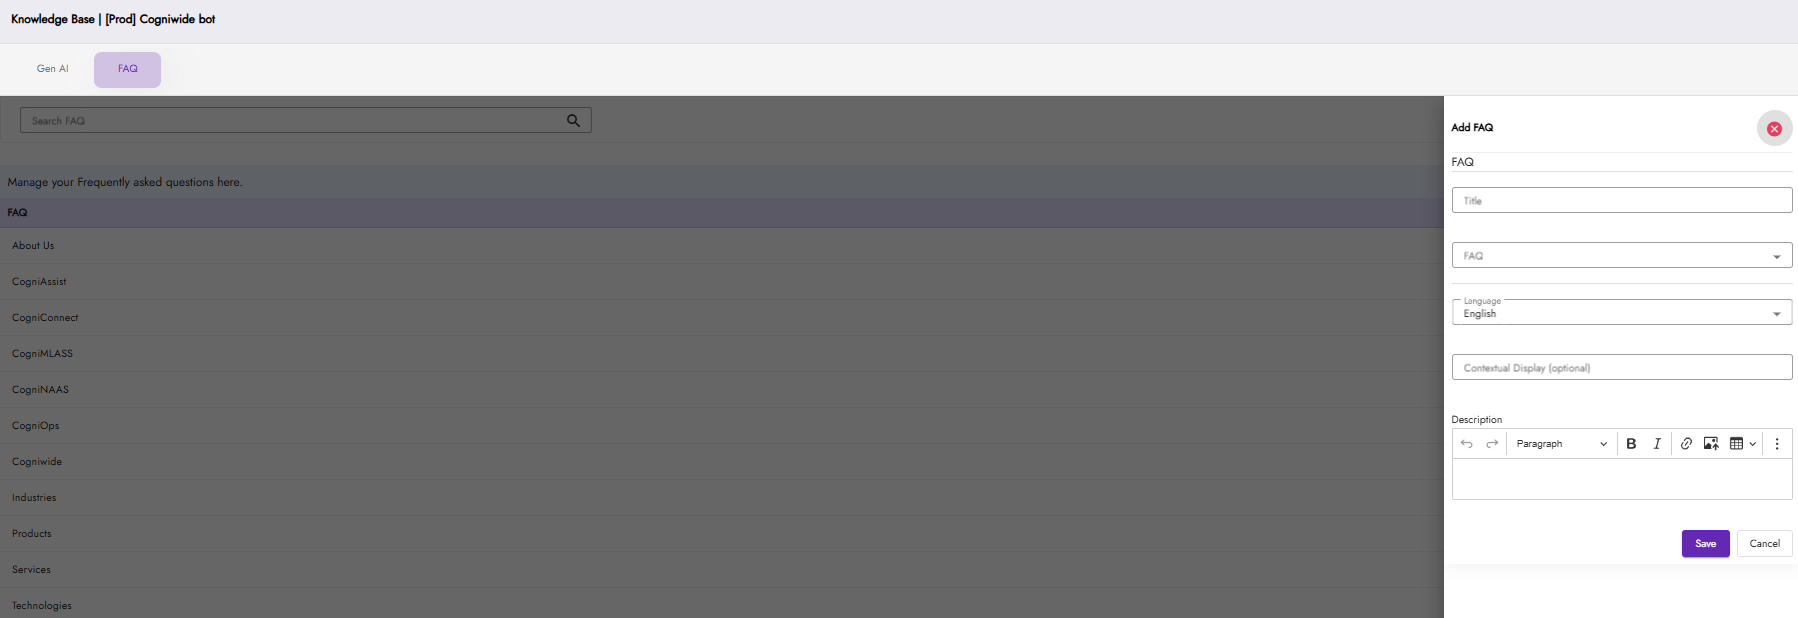 Knowledge Base | [Prod] Cogniwide bot
Gen AI
FAQ
Search FAQ
Manage your Frequently asked questions here.
FAQ
About Us
CogniAssist
CogniConnect
CogniMLASS
CogniNAAS
CogniOps
Cogniwide
Industries
Products
Services
Technologies
Add FAQ
FAQ
Title
FAQ
Language
English
Contextual Display (optional)
Description
Paragraph
B I
Save
Cancel